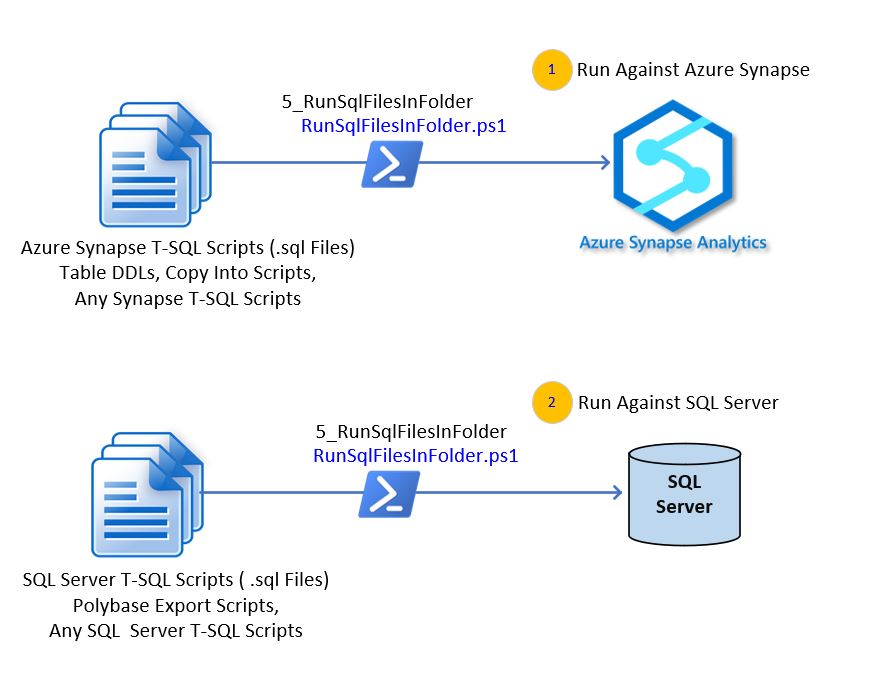 1
Run Against Azure Synapse
5_RunSqlFilesInFolder
RunSqlFilesInFolder.ps1
Azure Synapse Analytics
Azure Synapse T-SQL Scripts (.sql Files)
Table DDLs, Copy Into Scripts,
Any Synapse T-SQL Scripts
2
Run Against SQL Server
5_RunSqlFilesInFolder
RunSqlFilesInFolder.ps1
SQL
Server
SQL Server T-SQL Scripts ( .sql Files)
Polybase Export Scripts,
Any SQL  Server T-SQL Scripts